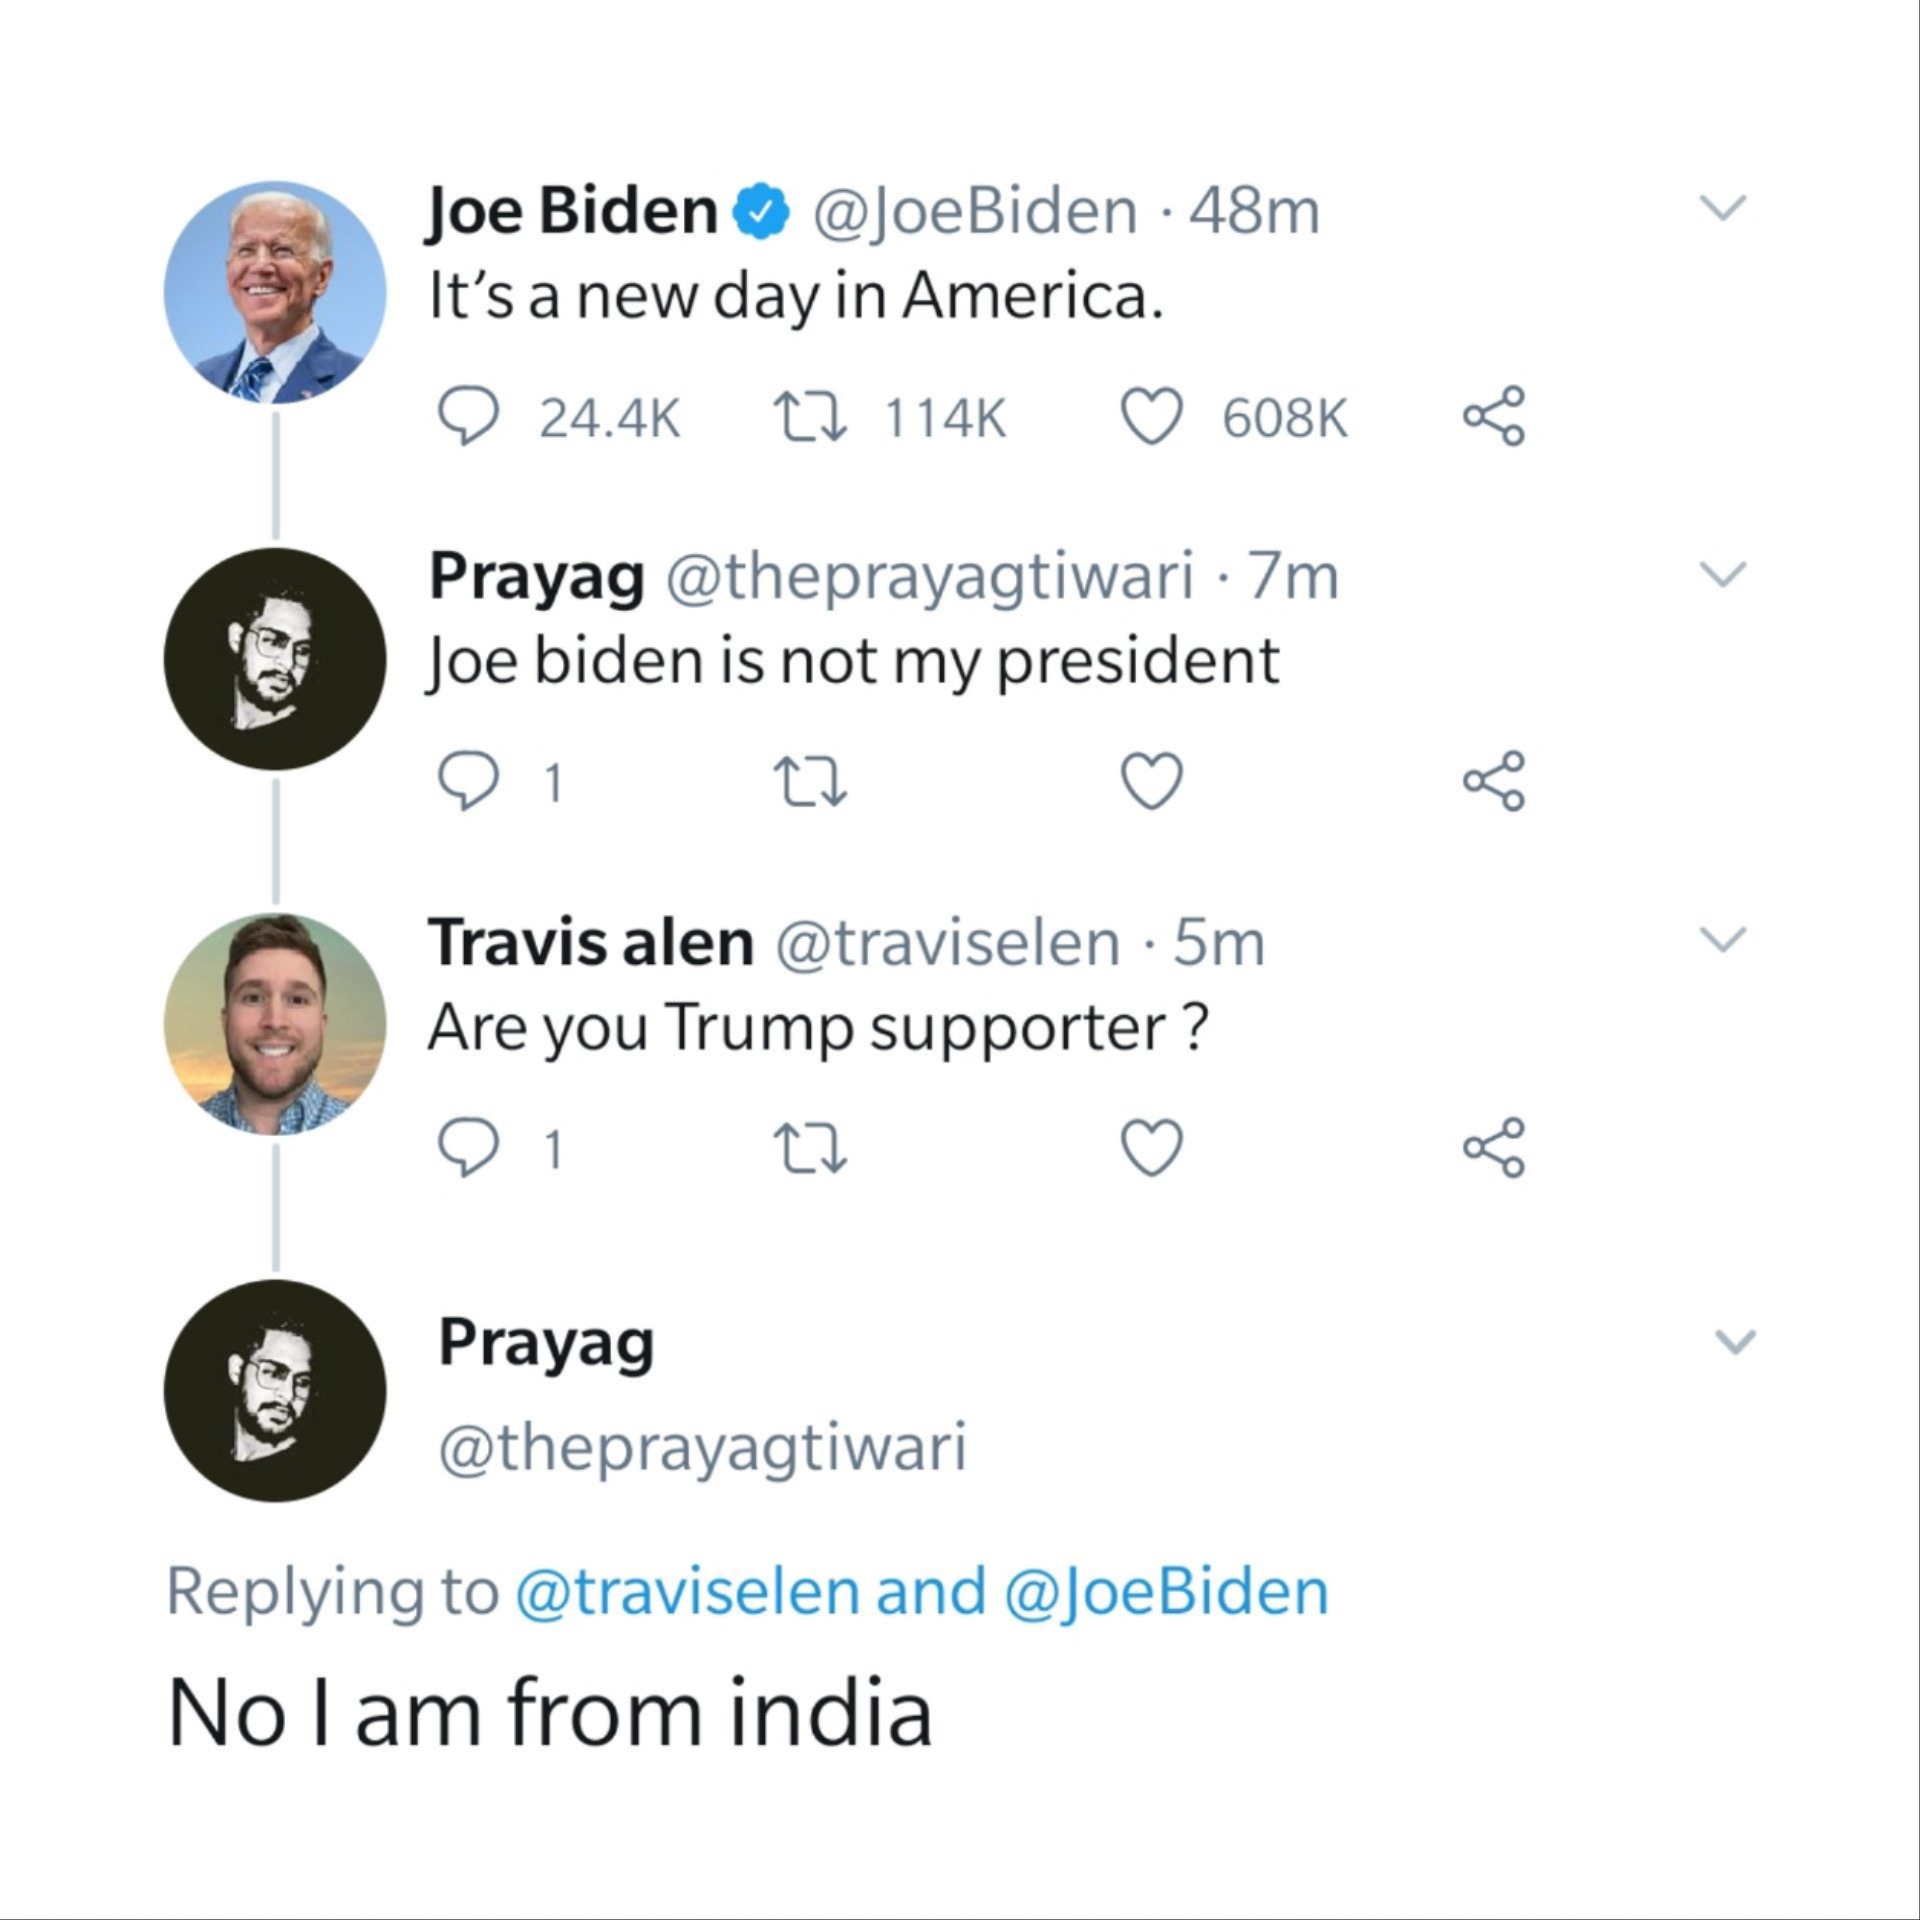 Joe Biden @JoeBiden · 48m
It’s a new day in America.
24.4K 114K 608K
Prayag @theprayagtiwari · 7m
Joe biden is not my president
1
Travis alen @traviselen · 5m
Are you Trump supporter ?
1
Prayag
@theprayagtiwari
Replying to @traviselen and @JoeBiden
No I am from india